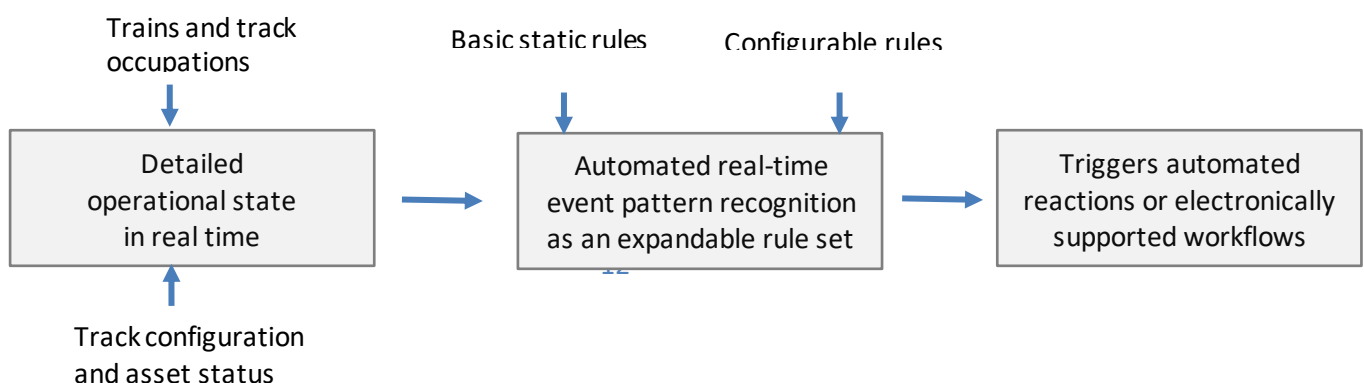 Trains and track
occupations
Basic static rules
Configurable rules
Detailed
operational state
in real time
Automated real-time
event pattern recognition
as an expandable rule set
12
Triggers automated
reactions or electronically
supported workflows
Track configuration
and asset status